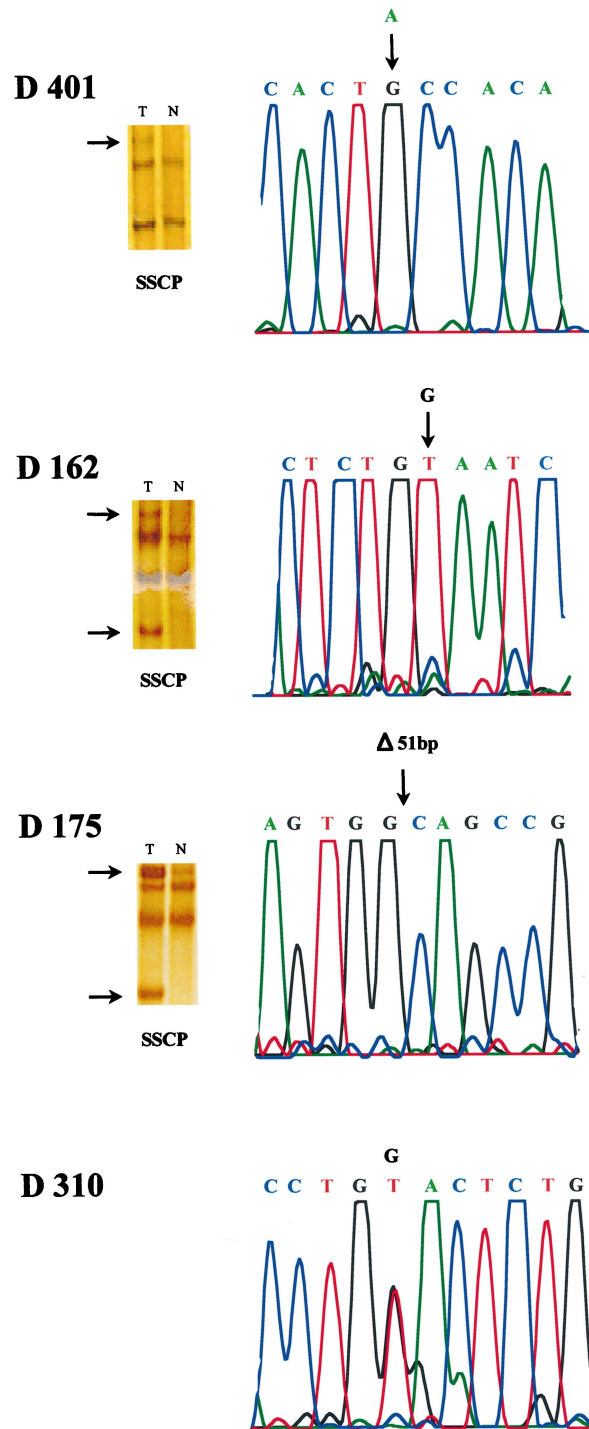 A
D 401
C A C T G C C A C A
T N
SSCP
G
D 162
C T C T G T A A T C
T N
SSCP
Δ 51bp
D 175
A G T G G C A G C C G
T N
SSCP
G
D 310
C C T G T A C T C T G